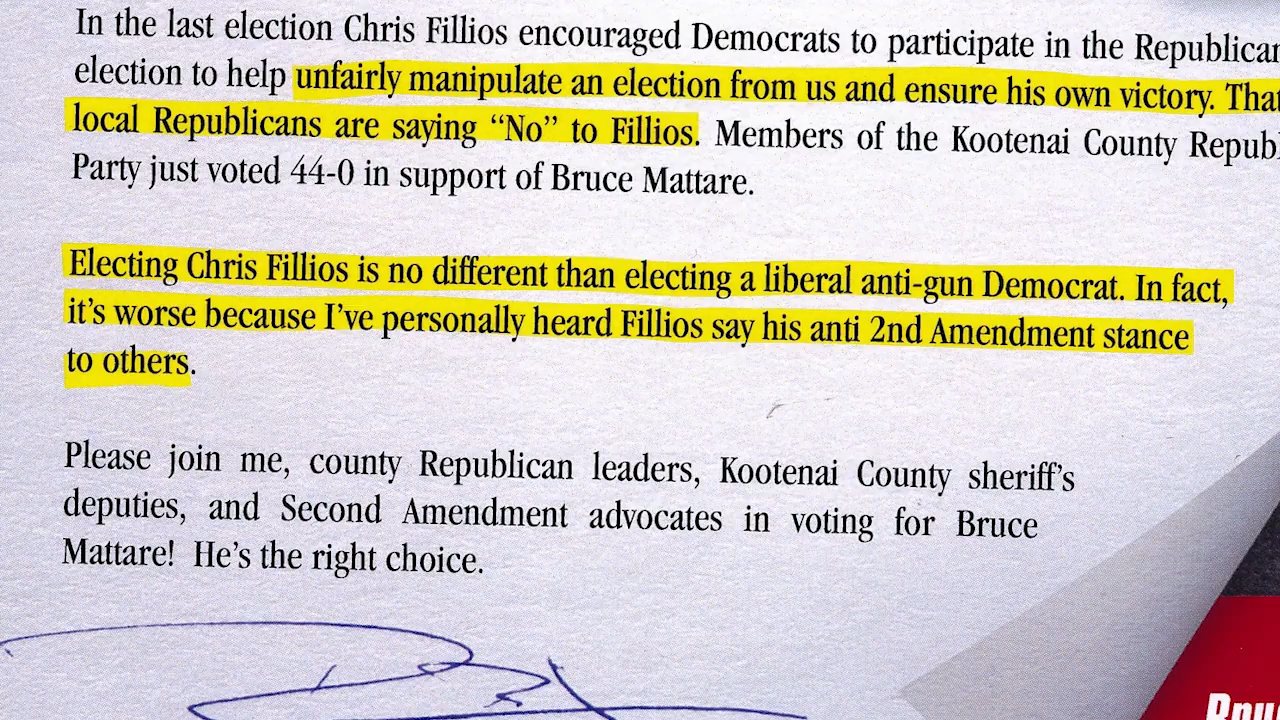 In the last election Chris Fillios encouraged Democrats to participate in the Republican
election to help unfairly manipulate an election from us and ensure his own victory. That
local Republicans are saying “No” to Fillios. Members of the Kootenai County Repub
Party just voted 44-0 in support of Bruce Mattare.
Electing Chris Fillios is no different than electing a liberal anti-gun Democrat. In fact,
it’s worse because I’ve personally heard Fillios say his anti 2nd Amendment stance
to others.
Please join me, county Republican leaders, Kootenai County sheriff’s
deputies, and Second Amendment advocates in voting for Bruce
Mattare! He’s the right choice.